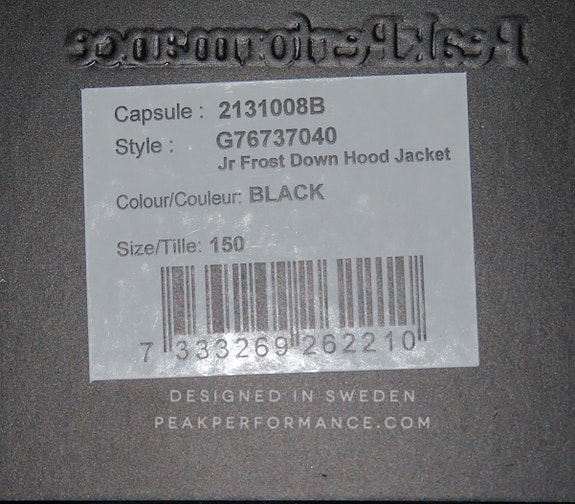 PeakPerformance
Capsule : 2131008B
Style : G76737040
Jr Frost Down Hood Jacket
Colour/Couleur: BLACK
Size/Tille: 150
7 333269 262210
DESIGNED IN SWEDEN
PEAKPERFORMANCE.COM